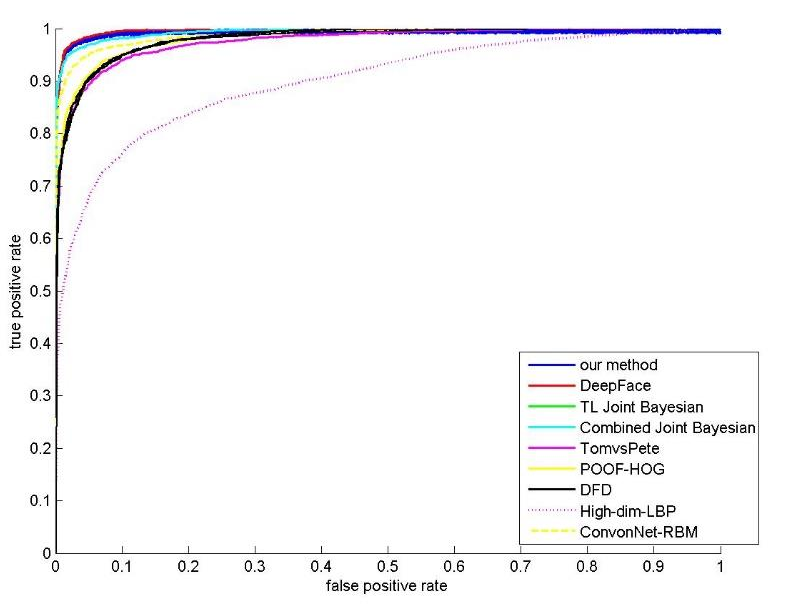 1
0.9
0.8
0.7
0.6
0.5
0.4
0.3
0.2
0.1
0
true positive rate
0 0.1 0.2 0.3 0.4 0.5 0.6 0.7 0.8 0.9 1
false positive rate
our method
DeepFace
TL Joint Bayesian
Combined Joint Bayesian
TomvsPete
POOF-HOG
DFD
High-dim-LBP
ConvonNet-RBM